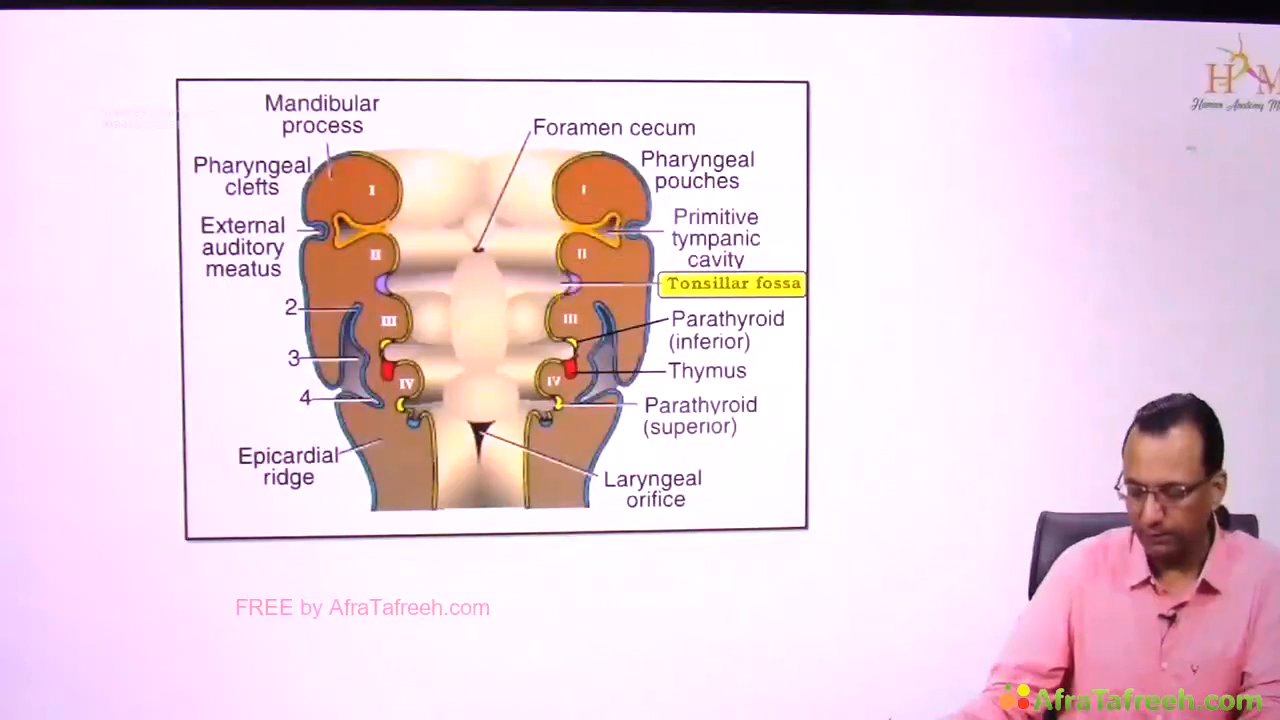 Mandibular
process
Foramen cecum
Pharyngeal
clefts
Pharyngeal
pouches
External
auditory
meatus
Primitive
tympanic
cavity
Tonsillar fossa
I
I
II
II
III
III
IV
IV
2
3
4
Parathyroid
(inferior)
Thymus
Parathyroid
(superior)
Epicardial
ridge
Laryngeal
orifice
FREE by AfraTafreeh.com
Human Anatomy
AfraTafreeh.com